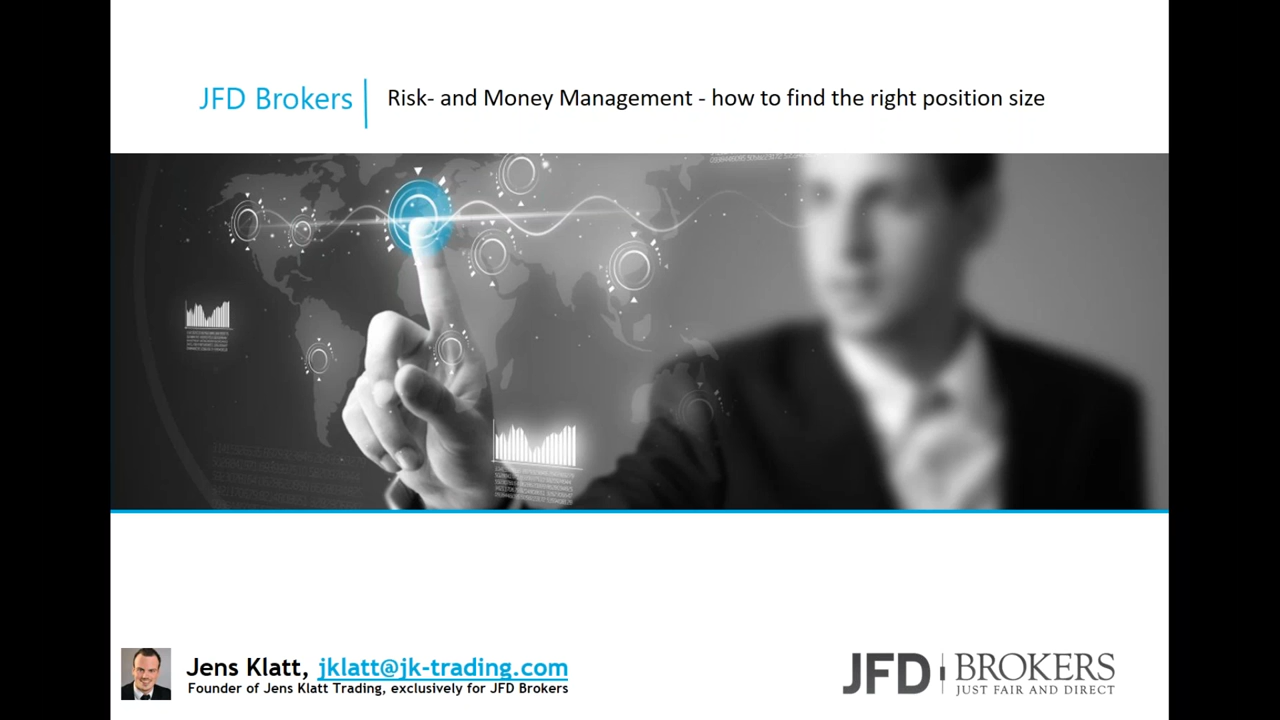 JFD Brokers
Risk- and Money Management - how to find the right position size
Jens Klatt, jklatt@jk-trading.com
Founder of Jens Klatt Trading, exclusively for JFD Brokers
JFD BROKERS
JUST FAIR AND DIRECT